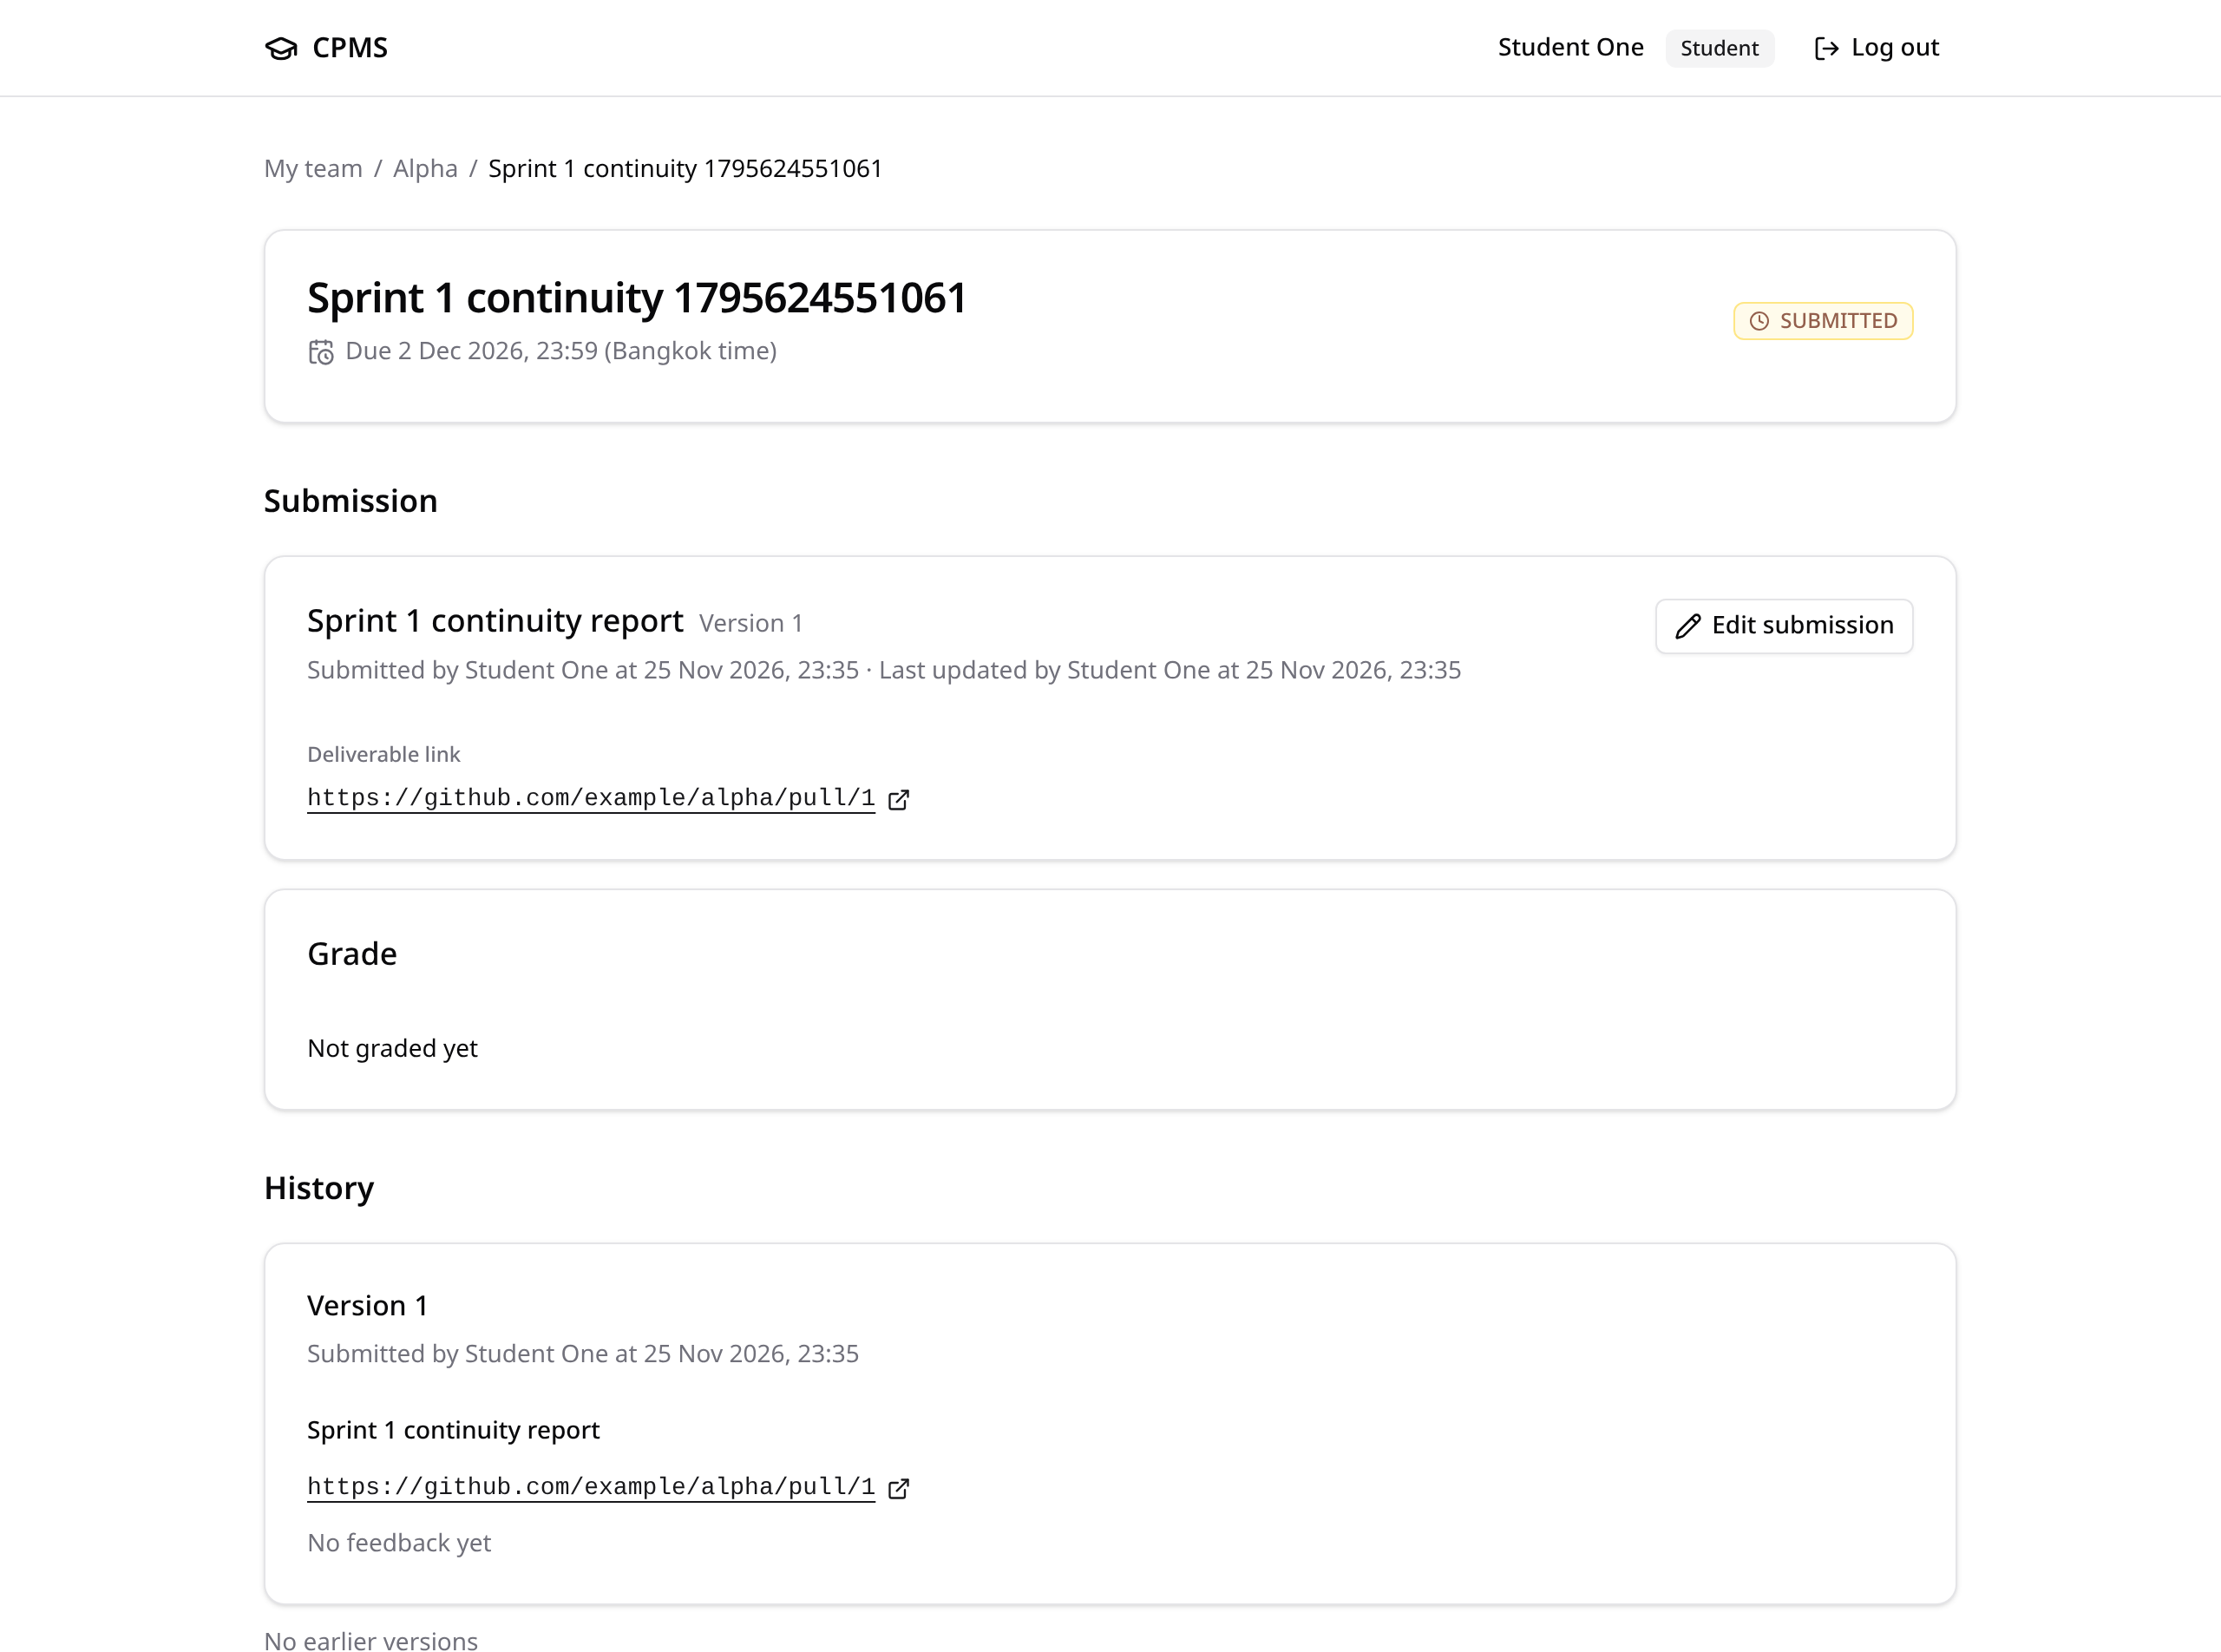 CPMS
Student One Student Log out
My team / Alpha / Sprint 1 continuity 1795624551061
Sprint 1 continuity 1795624551061
SUBMITTED
Due 2 Dec 2026, 23:59 (Bangkok time)
Submission
Sprint 1 continuity report Version 1
Edit submission
Submitted by Student One at 25 Nov 2026, 23:35 · Last updated by Student One at 25 Nov 2026, 23:35
Deliverable link
https://github.com/example/alpha/pull/1
Grade
Not graded yet
History
Version 1
Submitted by Student One at 25 Nov 2026, 23:35
Sprint 1 continuity report
https://github.com/example/alpha/pull/1
No feedback yet
No earlier versions